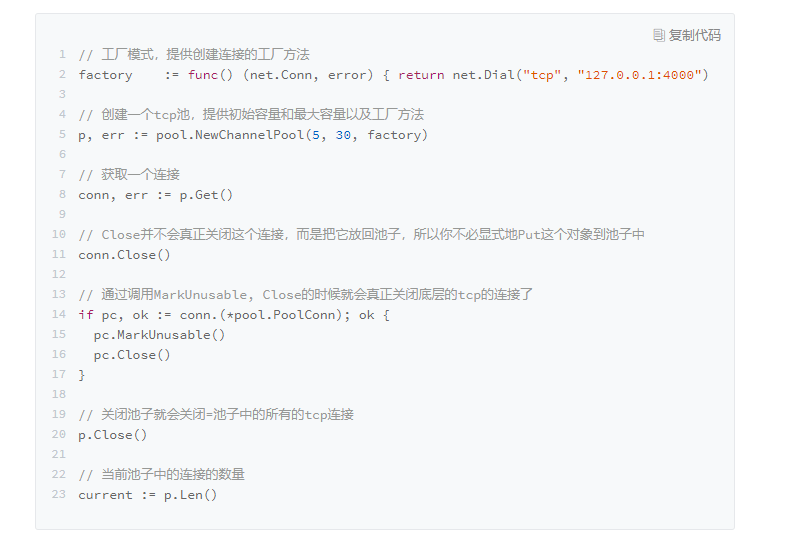 复制代码
1 // 工厂模式，提供创建连接的工厂方法
2 factory    := func() (net.Conn, error) { return net.Dial("tcp", "127.0.0.1:4000")
3
4 // 创建一个tcp池，提供初始容量和最大容量以及工厂方法
5 p, err := pool.NewChannelPool(5, 30, factory)
6
7 // 获取一个连接
8 conn, err := p.Get()
9
10 // Close并不会真正关闭这个连接，而是把它放回池子，所以你不必显式地Put这个对象到池子中
11 conn.Close()
12
13 // 通过调用MarkUnusable, Close的时候就会真正关闭底层的tcp的连接了
14 if pc, ok := conn.(*pool.PoolConn); ok {
15   pc.MarkUnusable()
16   pc.Close()
17 }
18
19 // 关闭池子就会关闭=池子中的所有的tcp连接
20 p.Close()
21
22 // 当前池子中的连接的数量
23 current := p.Len()